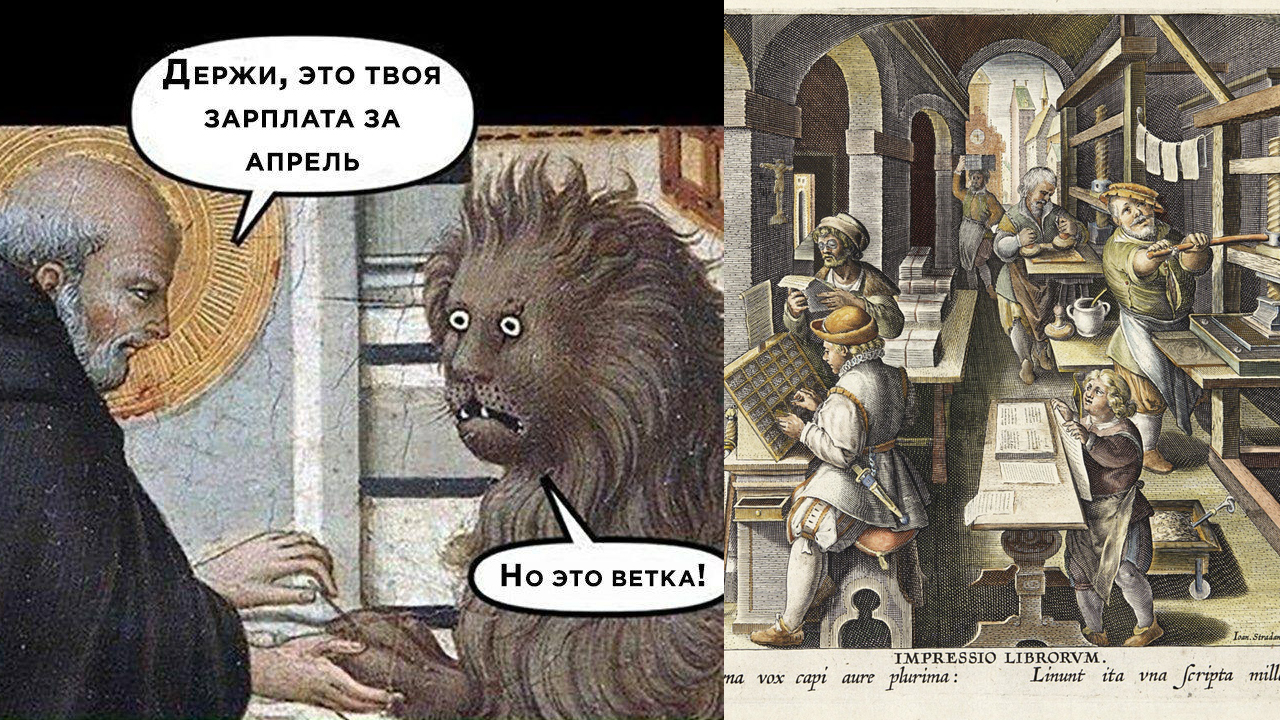 Держи, это твоя
зарплата за
апрель
Но это ветка!
Ioan. Stradan
IMPRESSIO LIBRORVM.
na vox capi aure plurima: Linunt ita vna ſcripta mill